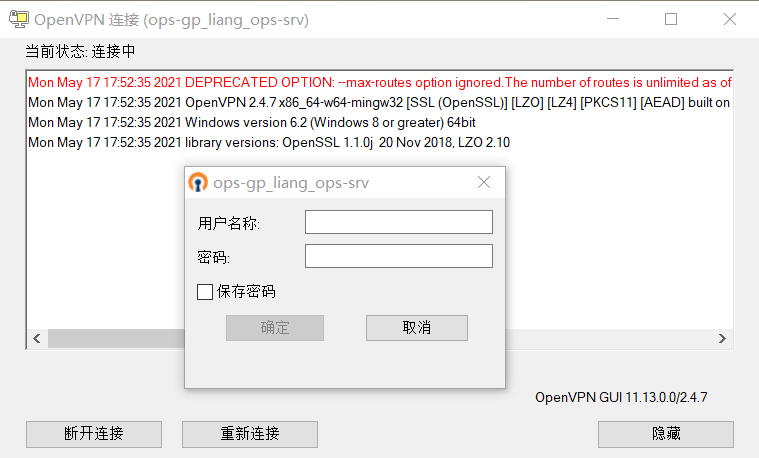 OpenVPN 连接 (ops-gp_liang_ops-srv)
当前状态: 连接中
Mon May 17 17:52:35 2021 DEPRECATED OPTION: --max-routes option ignored.The number of routes is unlimited as of
Mon May 17 17:52:35 2021 OpenVPN 2.4.7 x86_64-w64-mingw32 [SSL (OpenSSL)] [LZO] [LZ4] [PKCS11] [AEAD] built on
Mon May 17 17:52:35 2021 Windows version 6.2 (Windows 8 or greater) 64bit
Mon May 17 17:52:35 2021 library versions: OpenSSL 1.1.0j  20 Nov 2018, LZO 2.10
ops-gp_liang_ops-srv
用户名称:
密码:
保存密码
确定 取消
OpenVPN GUI 11.13.0.0/2.4.7
断开连接 重新连接 隐藏